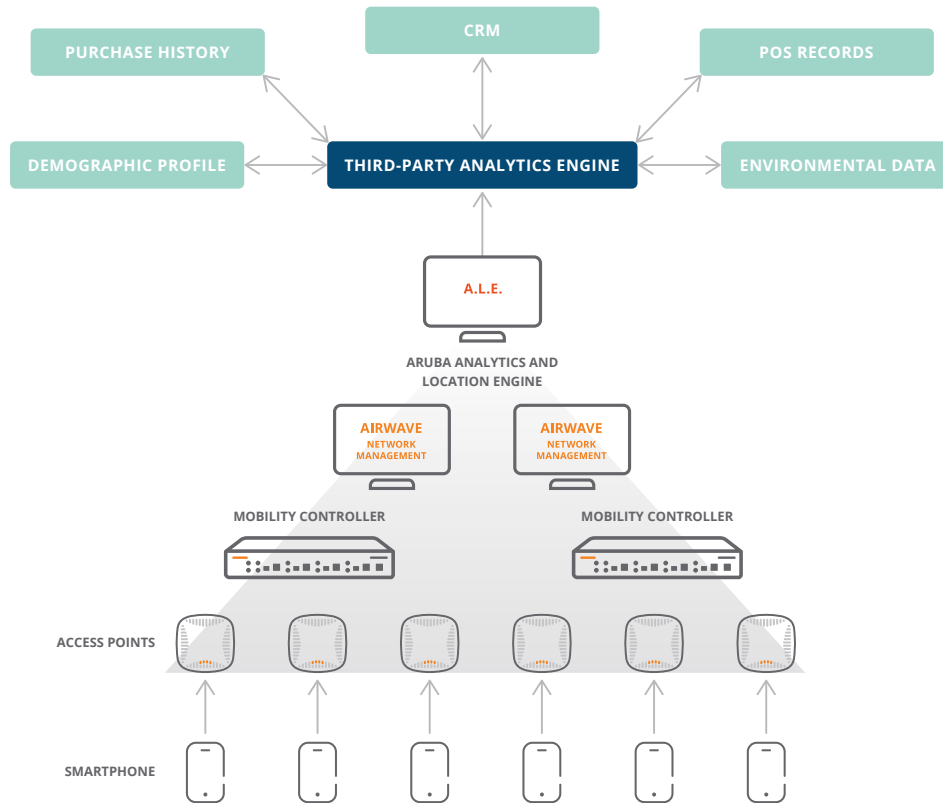 CRM
PURCHASE HISTORY
POS RECORDS
DEMOGRAPHIC PROFILE
THIRD-PARTY ANALYTICS ENGINE
ENVIRONMENTAL DATA
A.L.E.
ARUBA ANALYTICS AND
LOCATION ENGINE
AIRWAVE
NETWORK
MANAGEMENT
AIRWAVE
NETWORK
MANAGEMENT
MOBILITY CONTROLLER
MOBILITY CONTROLLER
ACCESS POINTS
SMARTPHONE